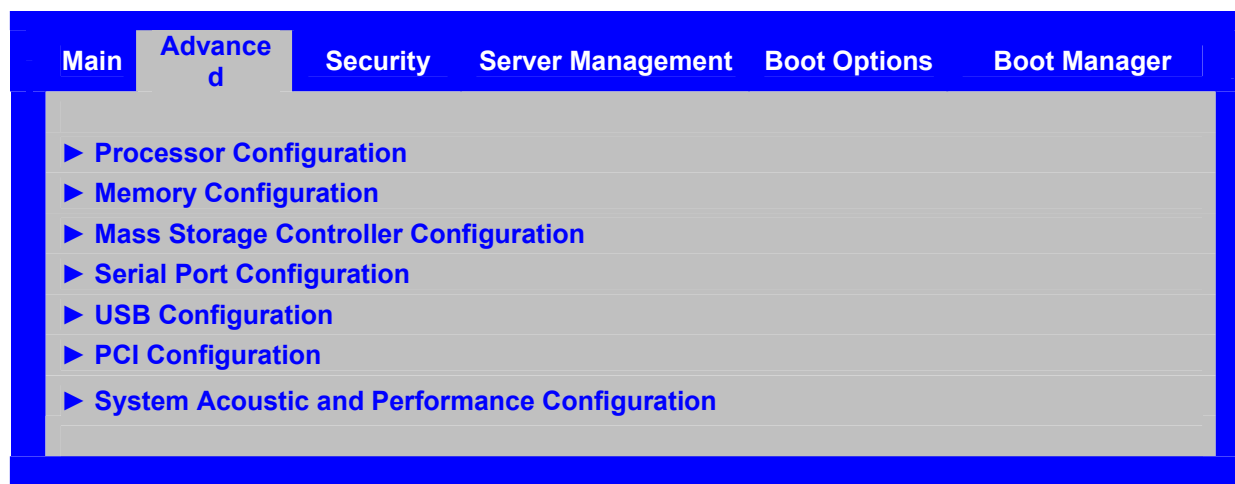 Main Advance
d Security Server Management Boot Options Boot Manager
► Processor Configuration
► Memory Configuration
► Mass Storage Controller Configuration
► Serial Port Configuration
► USB Configuration
► PCI Configuration
► System Acoustic and Performance Configuration